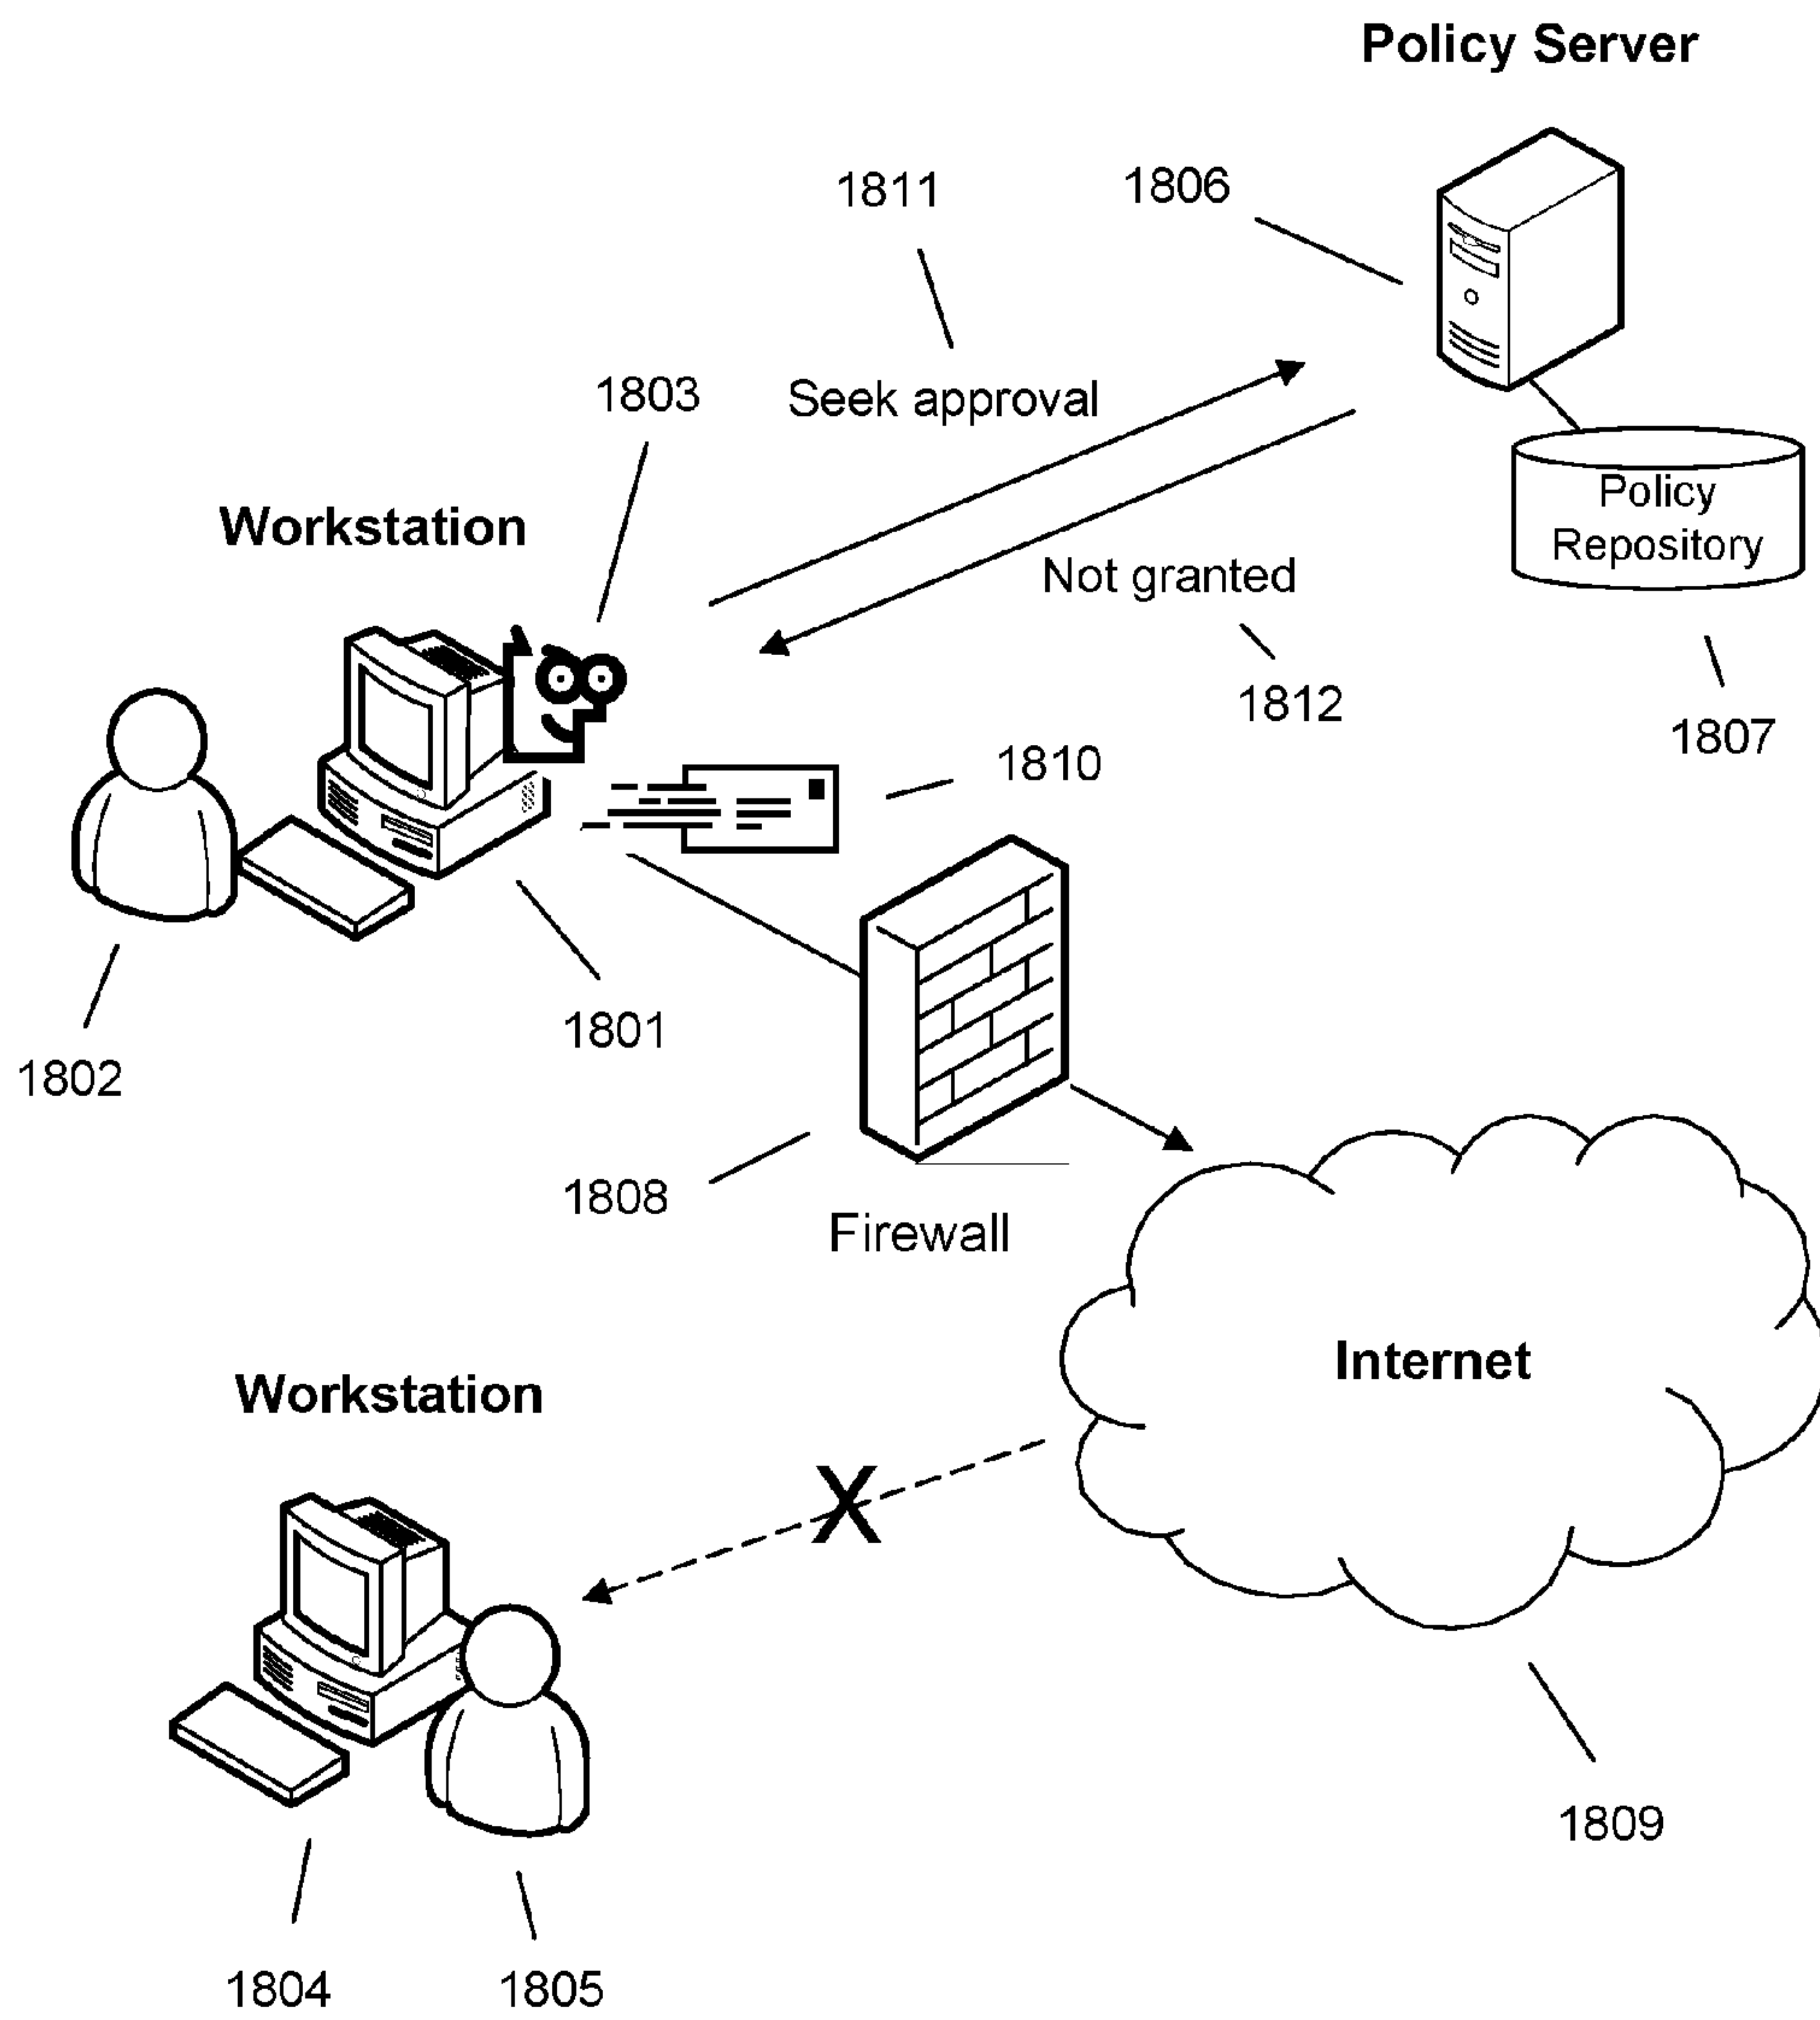 Policy Server
1811
1806
1803
Seek approval
Policy
Repository
Workstation
Not granted
1812
1807
1810
1801
1802
1808
Firewall
Internet
Workstation
X
1809
1804
1805